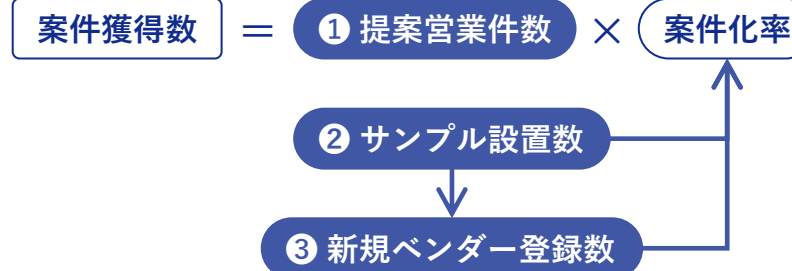 案件獲得数 = ❶ 提案営業件数 × 案件化率
❷ サンプル設置数
❸ 新規ベンダー登録数